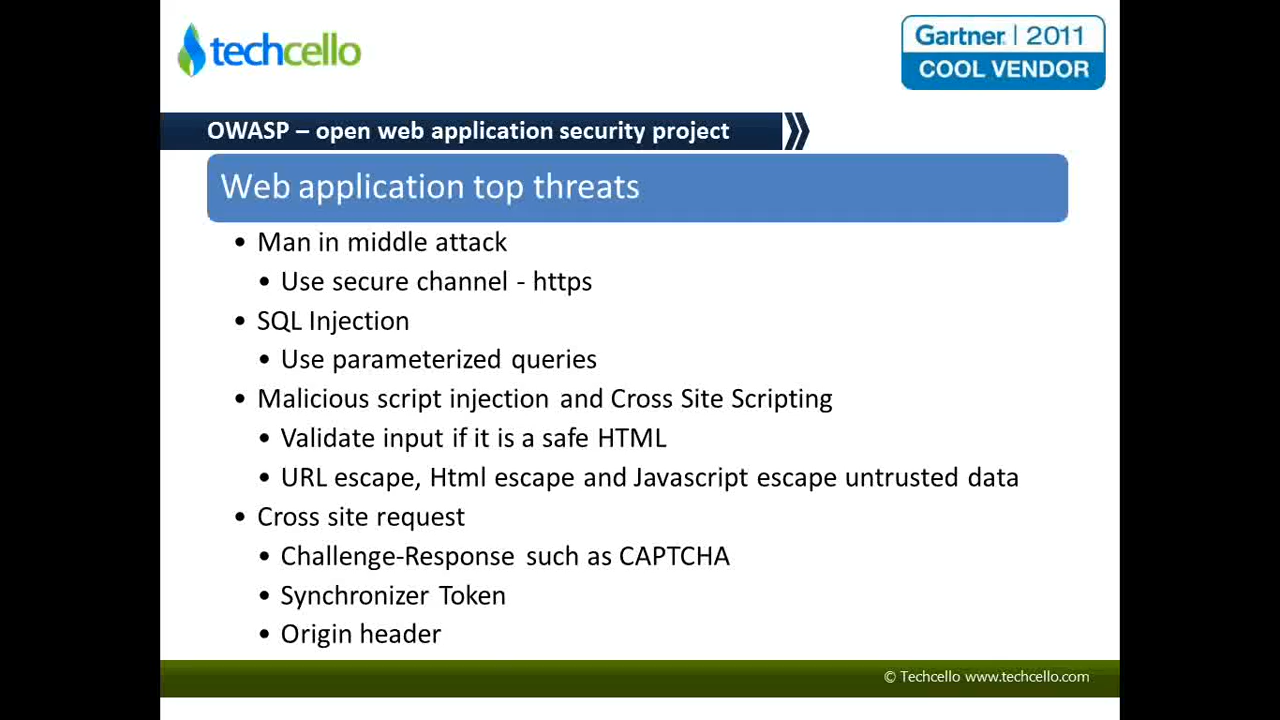 techcello
Gartner | 2011
COOL VENDOR
OWASP – open web application security project
Web application top threats
• Man in middle attack
• Use secure channel - https
• SQL Injection
• Use parameterized queries
• Malicious script injection and Cross Site Scripting
• Validate input if it is a safe HTML
• URL escape, Html escape and Javascript escape untrusted data
• Cross site request
• Challenge-Response such as CAPTCHA
• Synchronizer Token
• Origin header
© Techcello www.techcello.com